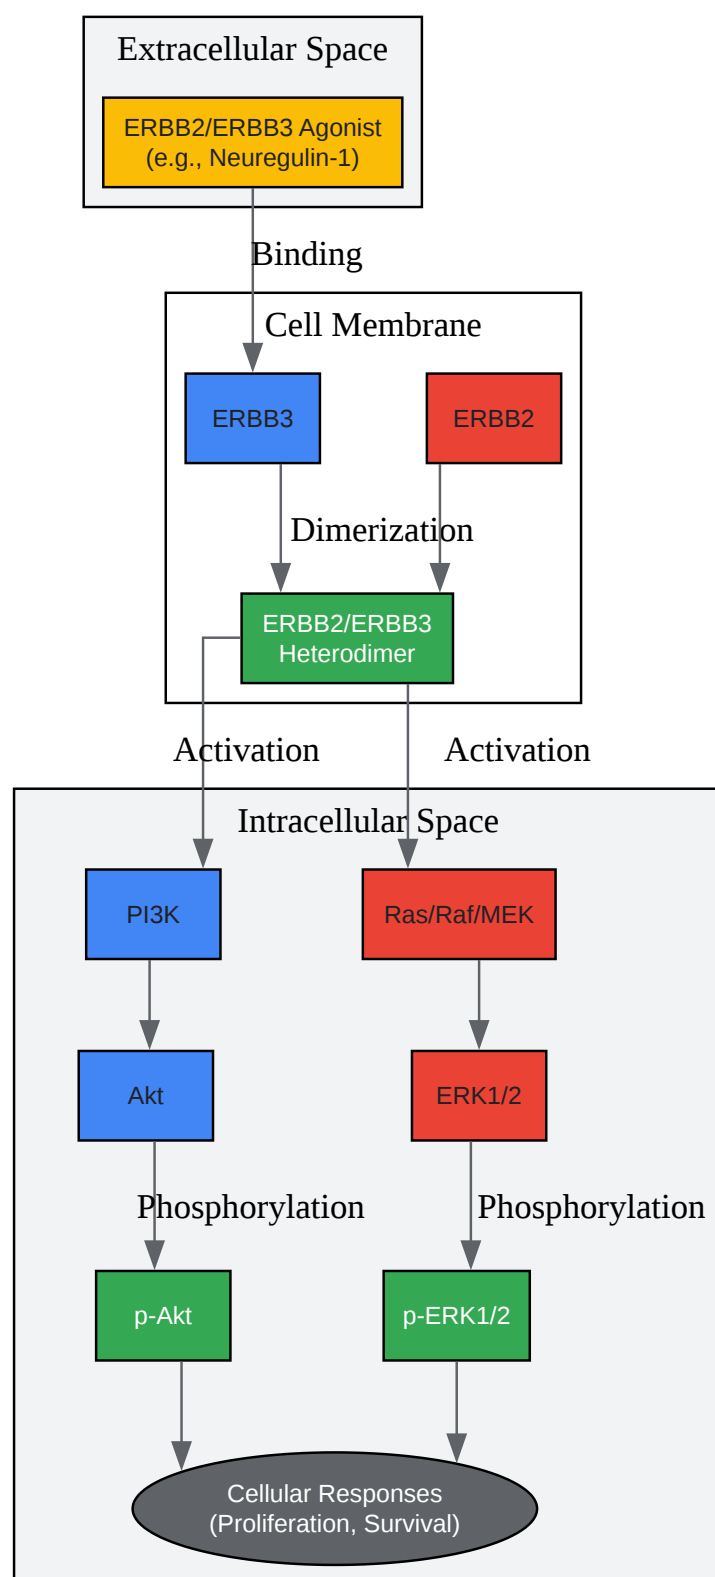 Extracellular Space
ERBB2/ERBB3 Agonist
(e.g., Neuregulin-1)
Binding
Cell Membrane
ERBB3
ERBB2
Dimerization
ERBB2/ERBB3
Heterodimer
Activation
Activation
Intracellular Space
PI3K
Ras/Raf/MEK
Akt
ERK1/2
Phosphorylation
Phosphorylation
p-Akt
p-ERK1/2
Cellular Responses
(Proliferation, Survival)